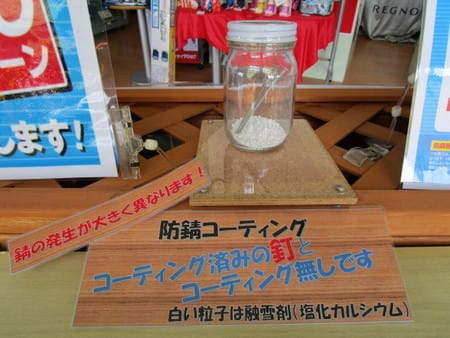 REGNO
ーン
します!
錆の発生が大きく異なります!
防錆コーティング
コーティング済みの釘と
コーティング無しです
白い粒子は融雪剤(塩化カルシウム)